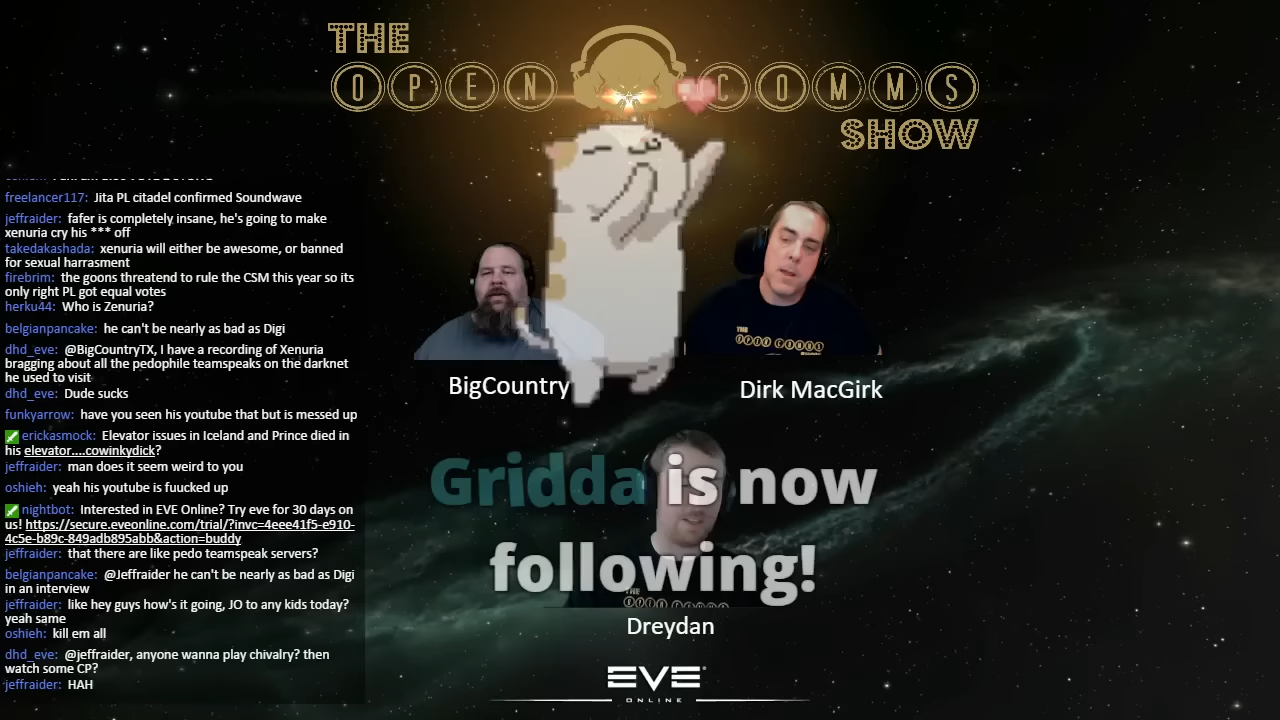 THE
OPEN COMMS
SHOW
freelancer117: Jita PL citadel confirmed Soundwave
jeffraider: fafer is completely insane, he's going to make
xenuria cry his *** off
takedakashada: xenuria will either be awesome, or banned
for sexual harrasment
firebrim: the goons threatend to rule the CSM this year so its
only right PL got equal votes
herku44: Who is Zenuria?
belgianpancake: he can't be nearly as bad as Digi
dhd_eve: @BigCountryTX, I have a recording of Xenuria
bragging about all the pedophile teamspeaks on the darknet
he used to visit
dhd_eve: Dude sucks
funkyarrow: have you seen his youtube that but is messed up
erickasmock: Elevator issues in Iceland and Prince died in
his elevator....cowinkydick?
jeffraider: man does it seem weird to you
oshieh: yeah his youtube is fuucked up
nightbot: Interested in EVE Online? Try eve for 30 days on
us! https://secure.eveonline.com/trial/?invc=4eee41f5-e910-
4c5e-b89c-849adb895abb&action=buddy
jeffraider: that there are like pedo teamspeak servers?
belgianpancake: @Jeffraider he can't be nearly as bad as Digi
in an interview
jeffraider: like hey guys how's it going, JO to any kids today?
yeah same
oshieh: kill em all
dhd_eve: @jeffraider, anyone wanna play chivalry? then
watch some CP?
jeffraider: HAH
THE
OPEN COMMS
BigCountry
Dirk MacGirk
Gridda is now
following!
THE
OPEN COMMS
Dreydan
EVE
ONLINE